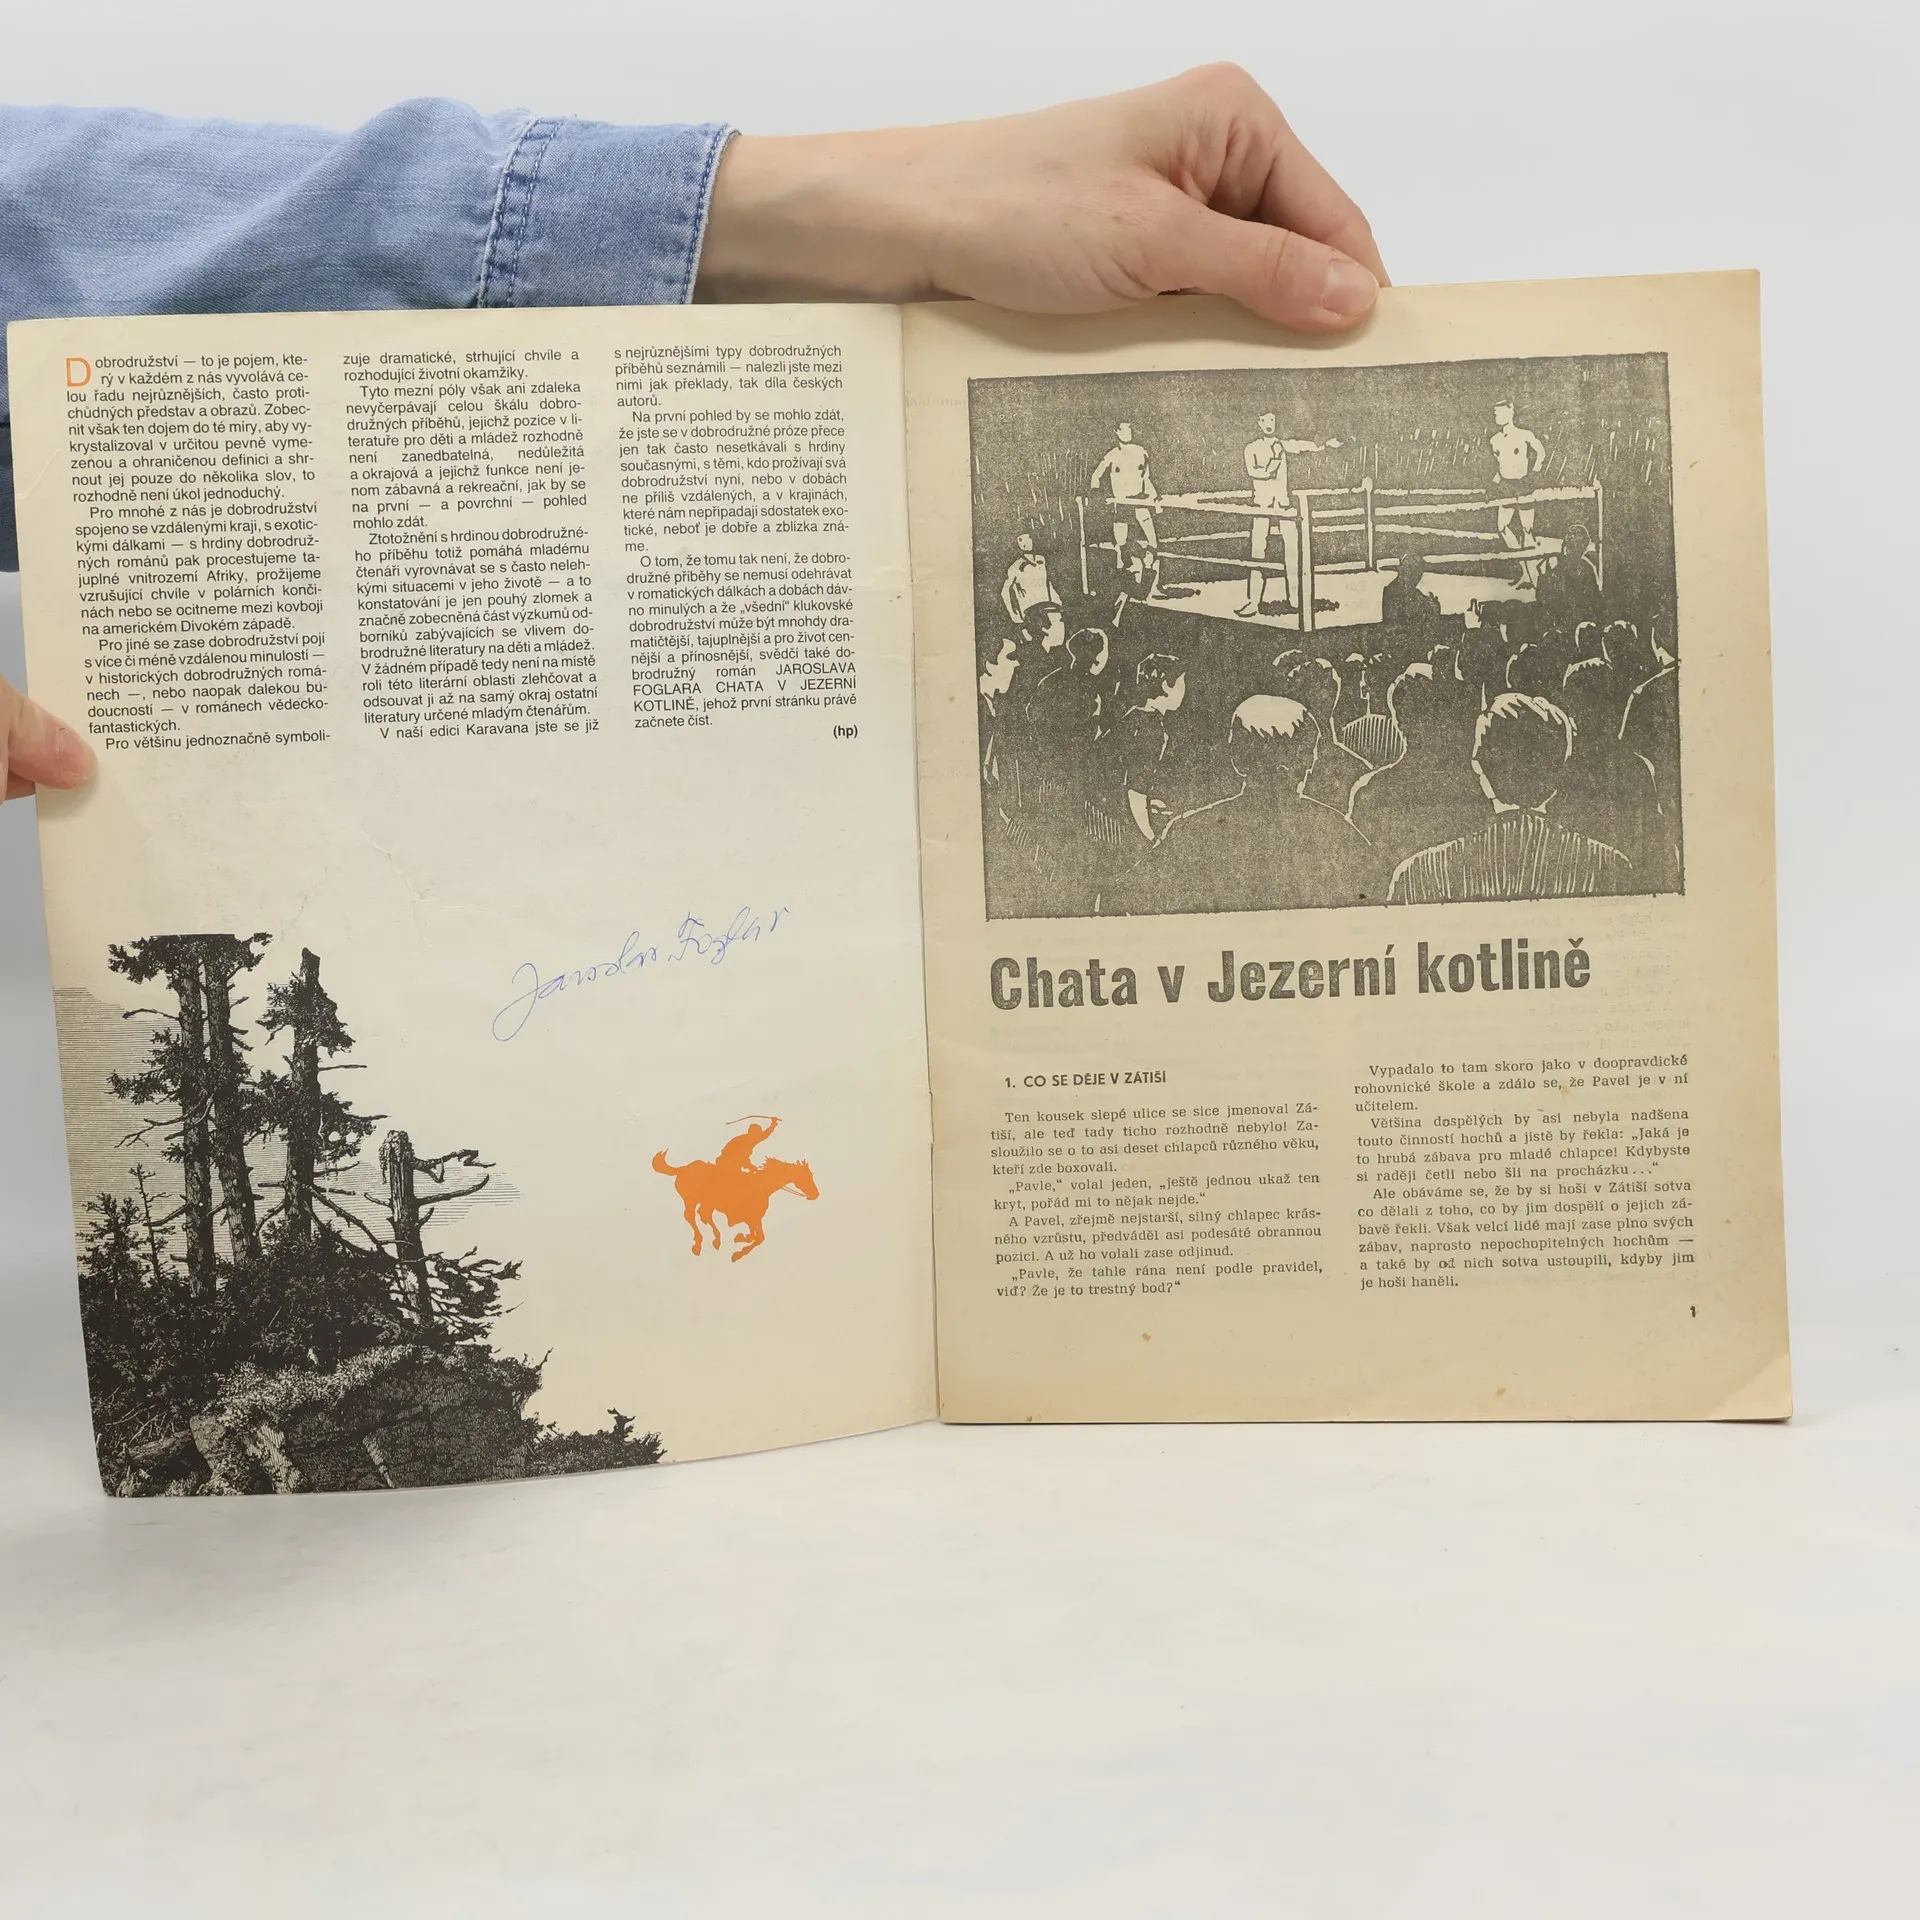 Dobrodružství — to je pojem, kte-
rý v každém z nás vyvolává ce-
lou řadu nejrůznějších, často proti-
chůdných představ a obrazů. Zobec-
nit však ten dojem do té míry, aby vy-
krystalizoval v určitou pevně vyme-
zenou a ohraničenou definici a shr-
nout jej pouze do několika slov, to
rozhodně není úkol jednoduchý.
Pro mnohé z nás je dobrodružství
spojeno se vzdálenými kraji, s exotic-
kými dálkami — s hrdiny dobrodruž-
ných románů pak procestujeme ta-
juplné vnitrozemí Afriky, prožijeme
vzrušující chvíle v polárních konči-
nách nebo se ocitneme mezi kovboji
na americkém Divokém západě.
Pro jiné se zase dobrodružství pojí
s více či méně vzdálenou minulostí —
v historických dobrodružných romá-
nech —, nebo naopak dalekou bu-
doucností — v románech vědecko-
fantastických.
Pro většinu jednoznačně symboli-
zuje dramatické, strhující chvíle a
rozhodující životní okamžiky.
Tyto mezní póly však ani zdaleka
nevyčerpávají celou škálu dobro-
družných příběhů, jejichž pozice v li-
teratuře pro děti a mládež rozhodně
není zanedbatelná, nedůležitá
a okrajová a jejichž funkce není je-
nom zábavná a rekreační, jak by se
na první — a povrchní — pohled
mohlo zdát.
Ztotožnění s hrdinou dobrodružné-
ho příběhu totiž pomáhá mladému
čtenáři vyrovnávat se s často neleh-
kými situacemi v jeho životě — a to
konstatování je jen pouhý zlomek a
značně zobecněná část výzkumů od-
borníků zabývajících se vlivem do-
brodružné literatury na děti a mládež.
V žádném případě tedy není na místě
roli této literární oblasti zlehčovat a
odsouvat ji až na samý okraj ostatní
literatury určené mladým čtenářům.
V naší edici Karavana jste se již
s nejrůznějšími typy dobrodružných
příběhů seznámili — nalezli jste mezi
nimi jak překlady, tak díla českých
autorů.
Na první pohled by se mohlo zdát,
že jste se v dobrodružné próze přece
jen tak často nesetkávali s hrdiny
současnými, s těmi, kdo prožívají svá
dobrodružství nyní, nebo v dobách
ne příliš vzdálených, a v krajinách,
které nám nepřipadají sdostatek exo-
tické, neboť je dobře a zblízka zná-
me.
O tom, že tomu tak není, že dobro-
družné příběhy se nemusí odehrávat
v romatických dálkách a dobách dáv-
no minulých a že „všední“ klukovské
dobrodružství může být mnohdy dra-
matičtější, tajuplnější a pro život cen-
nější a přínosnější, svědčí také do-
brodružný román JAROSLAVA
FOGLARA CHATA V JEZERNÍ
KOTLINĚ, jehož první stránku právě
začnete číst.
(hp)
Jaroslav Foglar
Chata v Jezerní kotlině
1. CO SE DĚJE V ZÁTIŠÍ
Ten kousek slepé ulice se sice jmenoval Zá-
tiší, ale teď tady ticho rozhodně nebylo! Za-
sloužilo se o to asi deset chlapců různého věku,
kteří zde boxovali.
„Pavle,“ volal jeden, „ještě jednou ukaž ten
kryt, pořád mi to nějak nejde.“
A Pavel, zřejmě nejstarší, silný chlapec krás-
ného vzrůstu, předváděl asi podesáté obrannou
pozici. A už ho volali zase odjinud.
„Pavle, že tahle rána není podle pravidel,
viď? Že je to trestný bod?“
Vypadalo to tam skoro jako v doopravdické
rohovnické škole a zdálo se, že Pavel je v ní
učitelem.
Většina dospělých by asi nebyla nadšena
touto činností hochů a jistě by řekla: „Jaká je
to hrubá zábava pro mladé chlapce! Kdybyste
si raději četli nebo šli na procházku...“
Ale obáváme se, že by si hoši v Zátiší sotva
co dělali z toho, co by jim dospělí o jejich zá-
bavě řekli. Však velcí lidé mají zase plno svých
zábav, naprosto nepochopitelných hochům —
a také by od nich sotva ustoupili, kdyby jim
je hoši haněli.
1